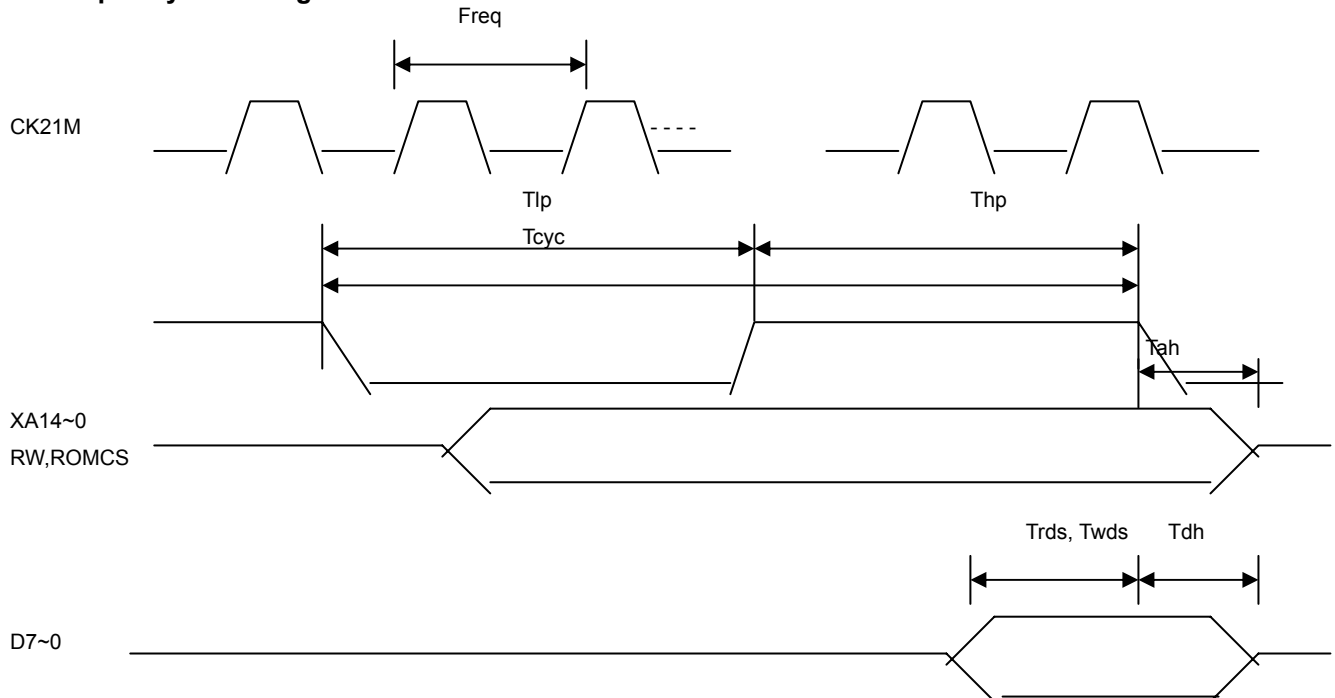 Freq
CK21M
Tlp
Thp
Tcyc
Tah
XA14~0
RW,ROMCS
Trds, Twds
Tdh
D7~0